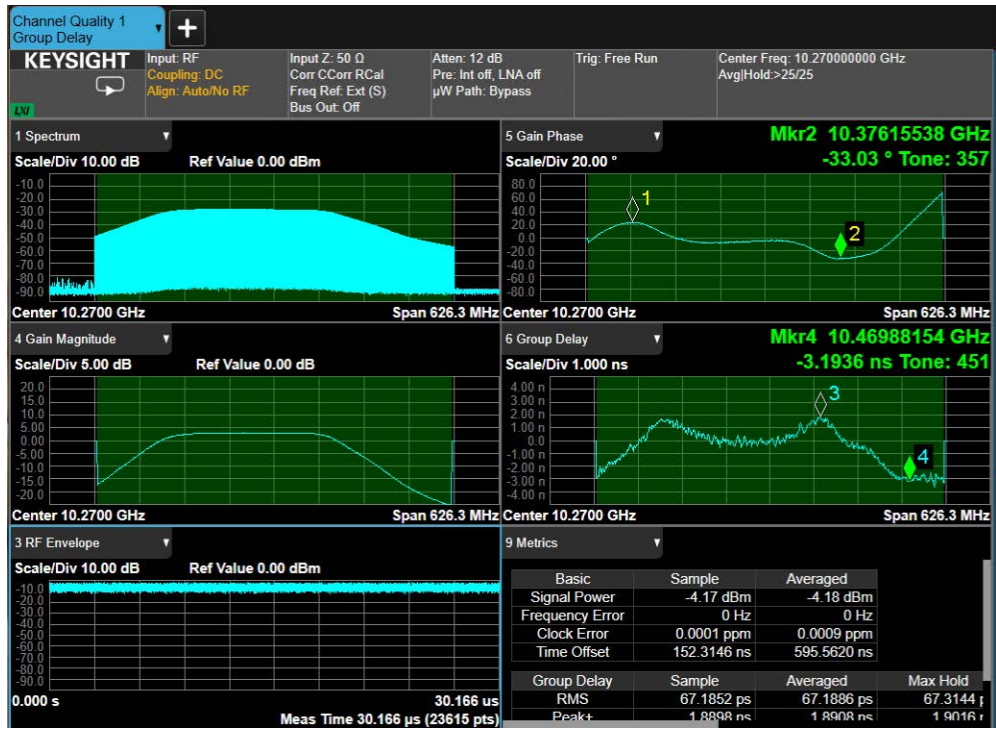 Channel Quality 1
Group Delay
KEYSIGHT
LXI
Input: RF
Coupling: DC
Align: Auto/No RF
Input Z: 50 Ω
Corr CCorr RCal
Freq Ref: Ext (S)
Bus Out: Off
Atten: 12 dB
Pre: Int off, LNA off
µW Path: Bypass
Trig: Free Run
Center Freq: 10.270000000 GHz
Avg|Hold:>25/25
1 Spectrum
Scale/Div 10.00 dB
Ref Value 0.00 dBm
-10.0
-20.0
-30.0
-40.0
-50.0
-60.0
-70.0
-80.0
-90.0
Center 10.2700 GHz
Span 626.3 MHz
5 Gain Phase
Mkr2 10.37615538 GHz
Scale/Div 20.00 °
-33.03 ° Tone: 357
80.0
60.0
40.0
20.0
0.0
-20.0
-40.0
-60.0
-80.0
1
2
Center 10.2700 GHz
Span 626.3 MHz
4 Gain Magnitude
Scale/Div 5.00 dB
Ref Value 0.00 dB
20.0
15.0
10.0
5.00
0.00
-5.00
-10.0
-15.0
-20.0
Center 10.2700 GHz
Span 626.3 MHz
6 Group Delay
Mkr4 10.46988154 GHz
Scale/Div 1.000 ns
-3.1936 ns Tone: 451
4.00 n
3.00 n
2.00 n
1.00 n
0.0
-1.00 n
-2.00 n
-3.00 n
-4.00 n
3
4
Center 10.2700 GHz
Span 626.3 MHz
3 RF Envelope
Scale/Div 10.00 dB
Ref Value 0.00 dBm
-10.0
-20.0
-30.0
-40.0
-50.0
-60.0
-70.0
-80.0
-90.0
0.000 s
30.166 us
Meas Time 30.166 µs (23615 pts)
9 Metrics
Basic Sample Averaged
Signal Power -4.17 dBm -4.18 dBm
Frequency Error 0 Hz 0 Hz
Clock Error 0.0001 ppm 0.0009 ppm
Time Offset 152.3146 ns 595.5620 ns
Group Delay Sample Averaged Max Hold
RMS 67.1852 ps 67.1886 ps 67.3144 p
Peak+ 1.8898 ns 1.8908 ns 1.9016 r